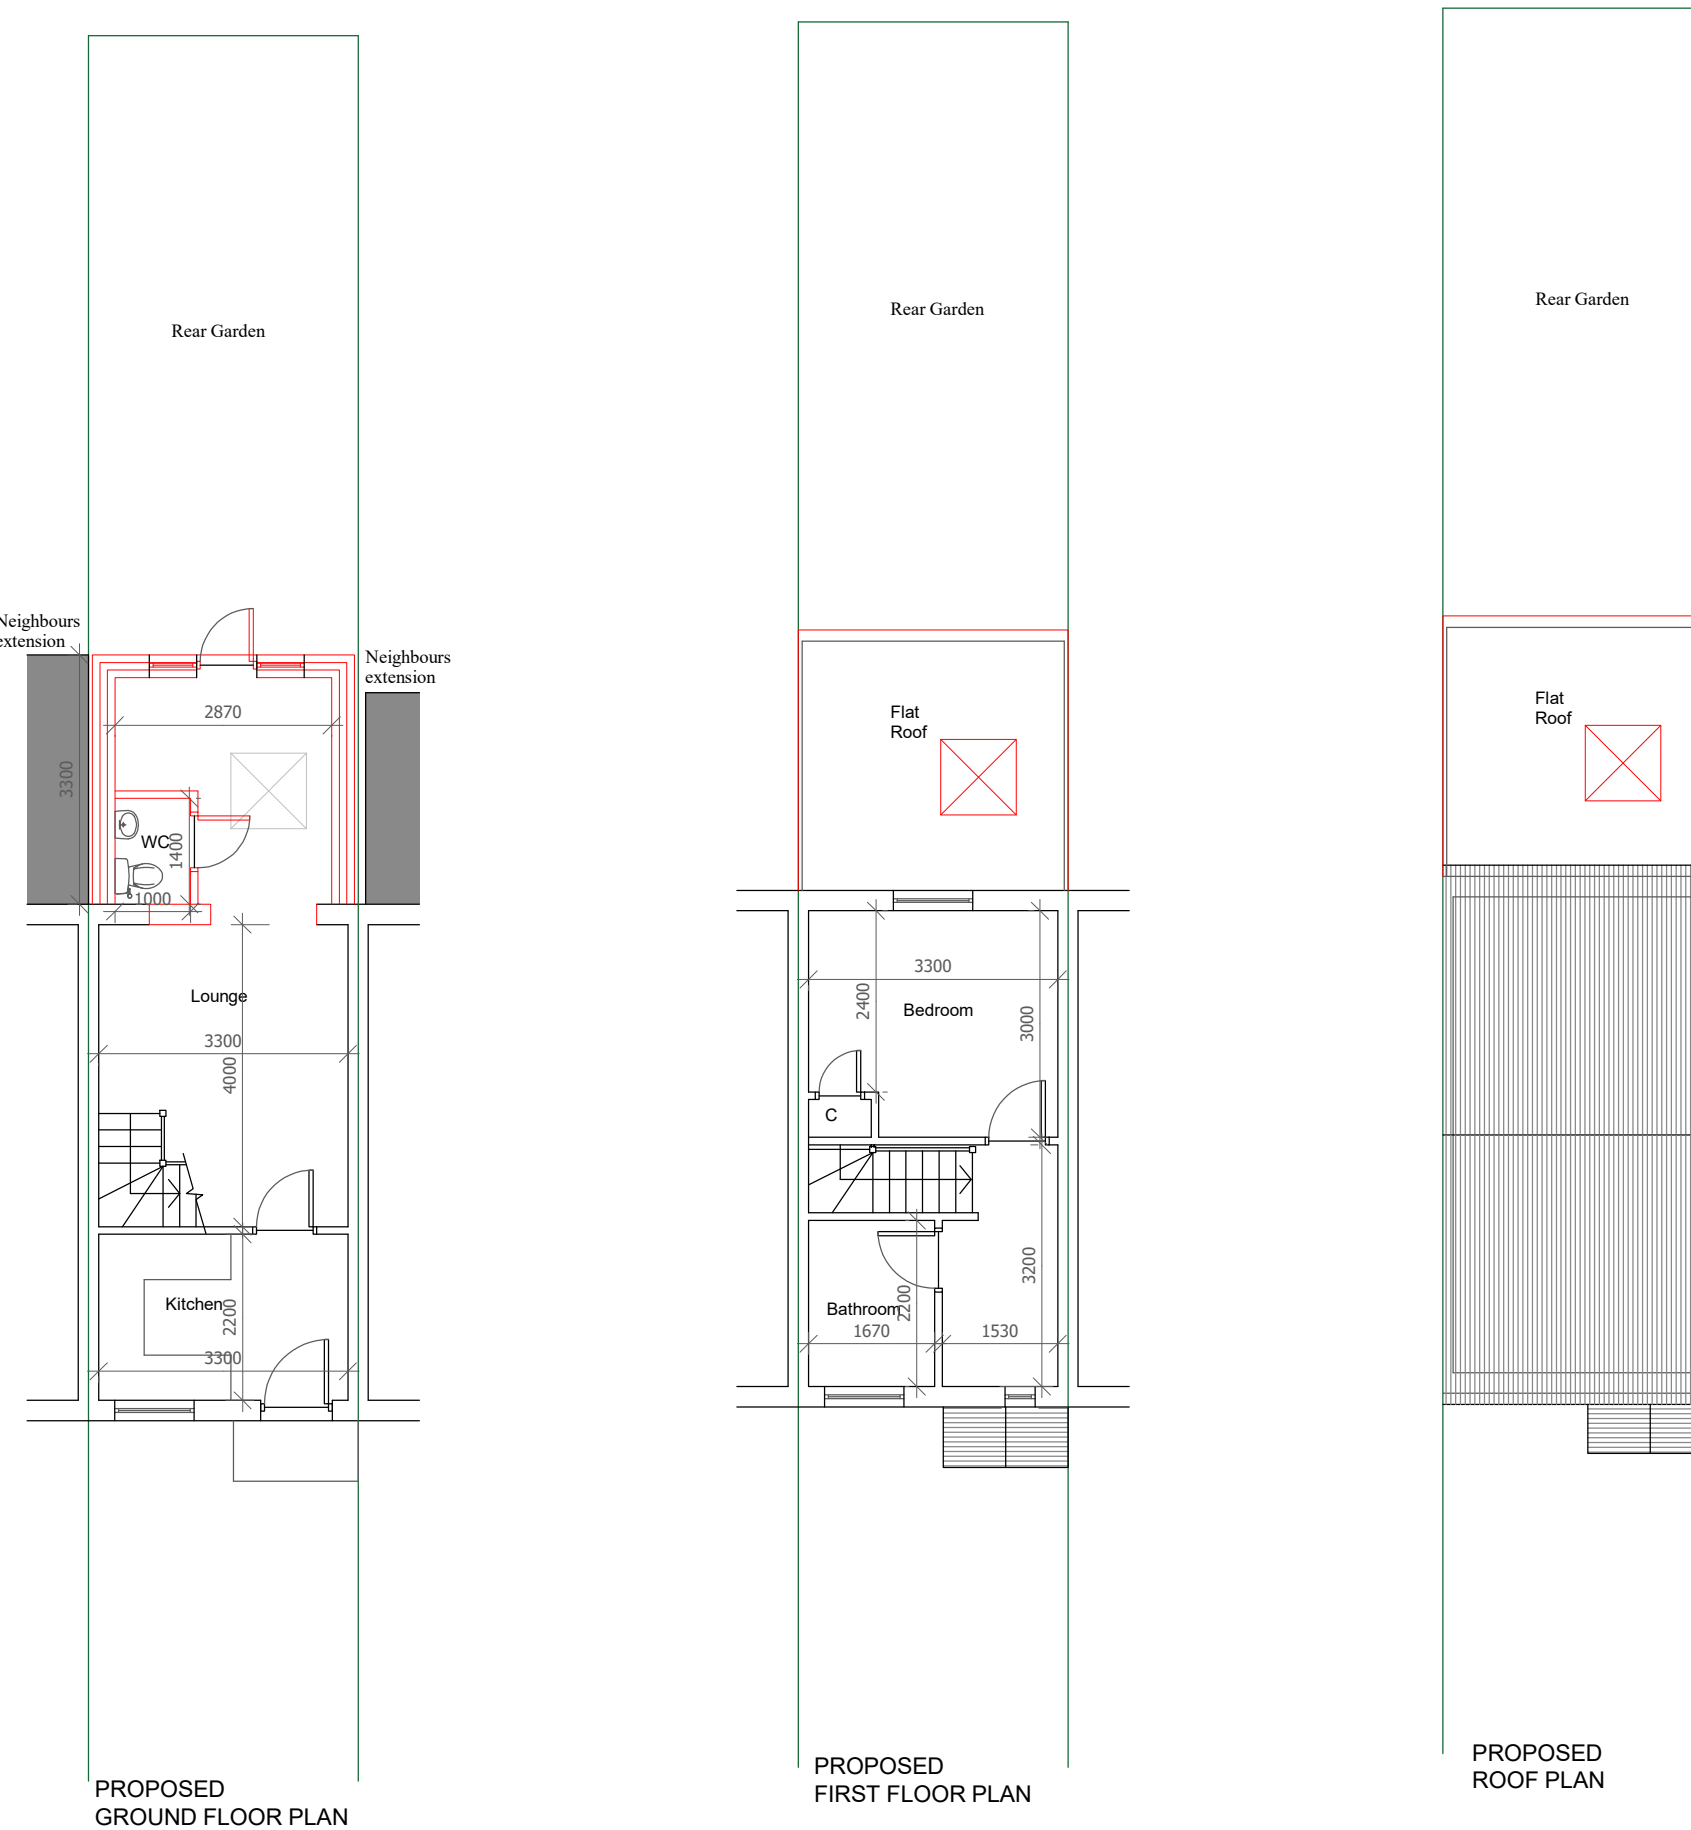 Rear Garden
Neighbours
extension
Neighbours
extension
2870
3300
WC
1400
1000
Lounge
3300
4000
Kitchen
2200
3300
PROPOSED
GROUND FLOOR PLAN
Rear Garden
Flat
Roof
3300
2400
Bedroom
3000
C
3200
Bathroom
2200
1670
1530
PROPOSED
FIRST FLOOR PLAN
Rear Garden
Flat
Roof
PROPOSED
ROOF PLAN